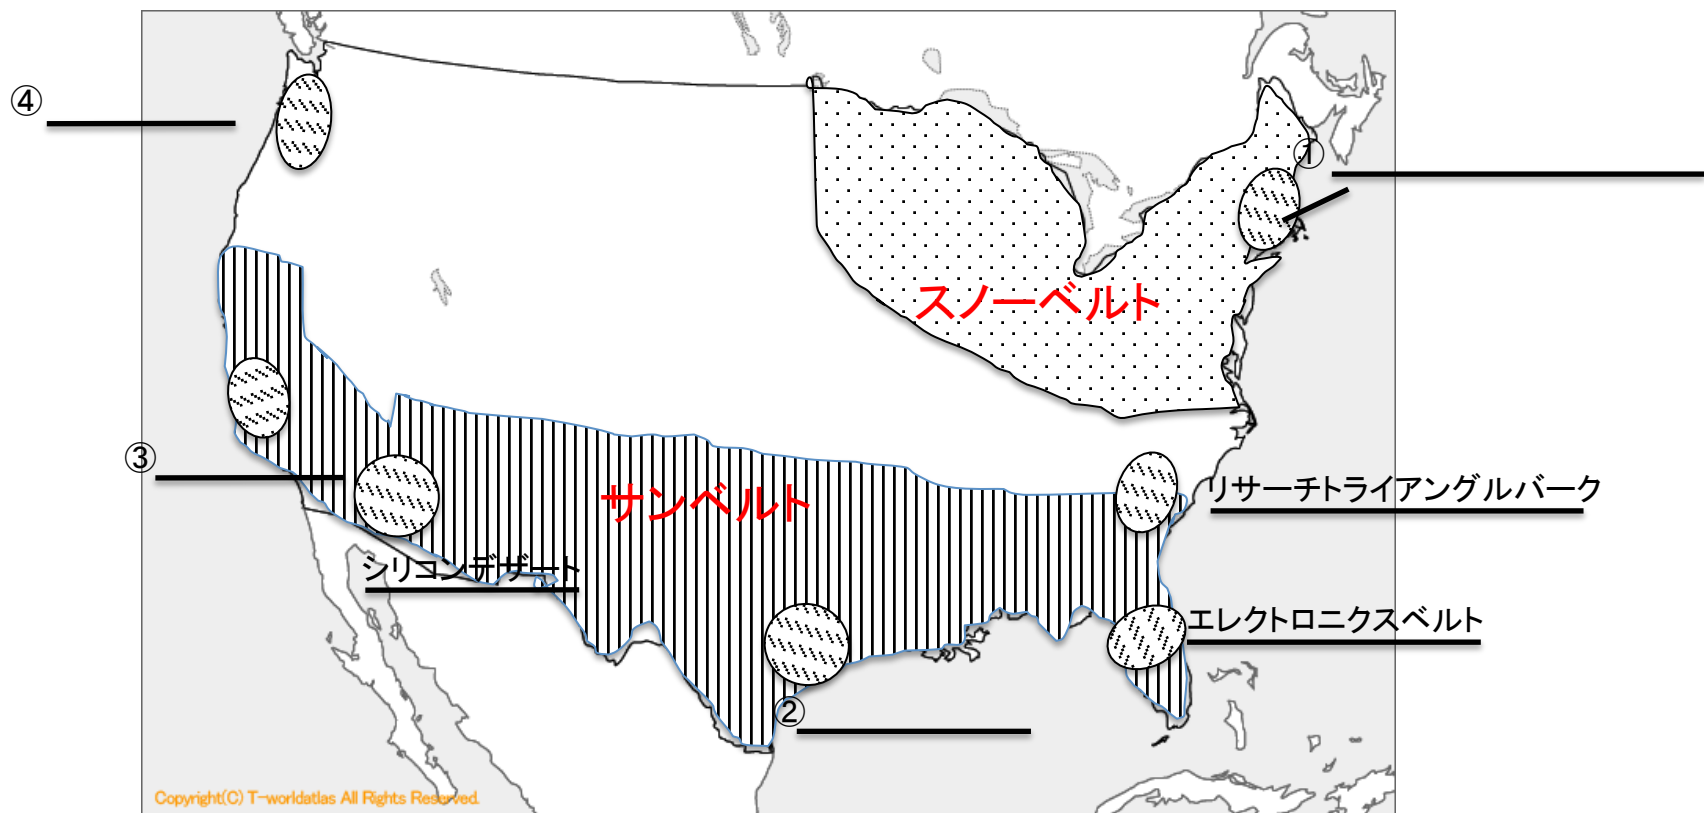 ④
①
スノーベルト
③
サンベルト
リサーチトライアングルパーク
シリコンデザート
エレクトロニクスベルト
②
Copyright(C) T-worldatlas All Rights Reserved.